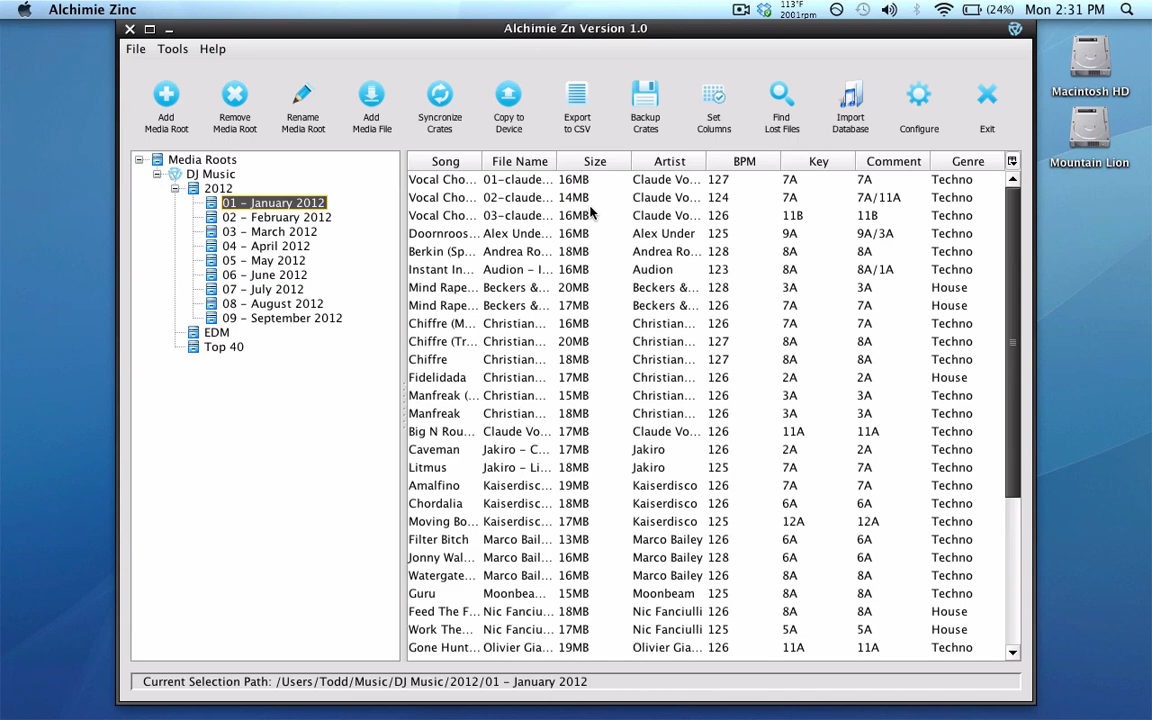 Alchimie Zinc
113°F
2001rpm
(24%) Mon 2:31 PM
Alchimie Zn Version 1.0
File Tools Help
Add Media Root
Remove Media Root
Rename Media Root
Add Media File
Syncronize Crates
Copy to Device
Export to CSV
Backup Crates
Set Columns
Find Lost Files
Import Database
Configure
Exit
Macintosh HD
Mountain Lion
Media Roots
DJ Music
2012
01 - January 2012
02 - February 2012
03 - March 2012
04 - April 2012
05 - May 2012
06 - June 2012
07 - July 2012
08 - August 2012
09 - September 2012
EDM
Top 40
Song File Name Size Artist BPM Key Comment Genre
Vocal Cho... 01-claude... 16MB Claude Vo... 127 7A 7A Techno
Vocal Cho... 02-claude... 14MB Claude Vo... 124 7A 7A/11A Techno
Vocal Cho... 03-claude... 16MB Claude Vo... 126 11B 11B Techno
Doornroos... Alex Unde... 16MB Alex Under 125 9A 9A/3A Techno
Berkin (Sp... Andrea Ro... 18MB Andrea Ro... 128 8A 8A Techno
Instant In... Audion - I... 16MB Audion 123 8A 8A/1A Techno
Mind Rape... Beckers &... 20MB Beckers &... 128 3A 3A House
Mind Rape... Beckers &... 17MB Beckers &... 126 7A 7A House
Chiffre (M... Christian... 16MB Christian... 126 7A 7A Techno
Chiffre (Tr... Christian... 20MB Christian... 127 8A 8A Techno
Chiffre Christian... 18MB Christian... 127 8A 8A Techno
Fidelidada Christian... 17MB Christian... 126 2A 2A House
Manfreak (... Christian... 15MB Christian... 126 3A 3A Techno
Manfreak Christian... 18MB Christian... 126 3A 3A Techno
Big N Rou... Claude Vo... 17MB Claude Vo... 126 11A 11A Techno
Caveman Jakiro - C... 17MB Jakiro 126 2A 2A Techno
Litmus Jakiro - Li... 18MB Jakiro 125 7A 7A Techno
Amalfino Kaiserdisc... 19MB Kaiserdisco 126 7A 7A Techno
Chordalia Kaiserdisc... 18MB Kaiserdisco 126 6A 6A Techno
Moving Bo... Kaiserdisc... 17MB Kaiserdisco 125 12A 12A Techno
Filter Bitch Marco Bail... 13MB Marco Bailey 126 6A 6A Techno
Jonny Wal... Marco Bail... 16MB Marco Bailey 128 6A 6A Techno
Watergate... Marco Bail... 16MB Marco Bailey 126 8A 8A Techno
Guru Moonbea... 15MB Moonbeam 125 8A 8A Techno
Feed The F... Nic Fanciu... 18MB Nic Fanciulli 126 8A 8A House
Work The... Nic Fanciu... 17MB Nic Fanciulli 125 5A 5A House
Gone Hunt... Olivier Gia... 19MB Olivier Gia... 126 11A 11A Techno
Current Selection Path: /Users/Todd/Music/DJ Music/2012/01 - January 2012